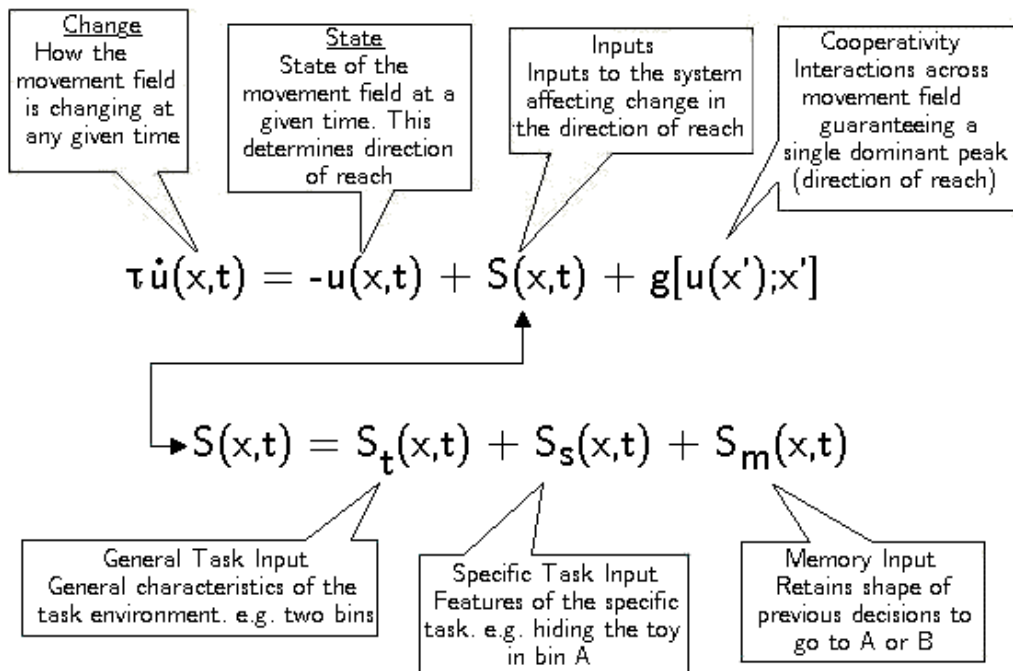 Change
How the
movement field
is changing at
any given time
State
State of the
movement field at a
given time. This
determines direction
of reach
Inputs
Inputs to the system
affecting change in
the direction of reach
Cooperativity
Interactions across
movement field
guaranteeing a
single dominant peak
(direction of reach)
τu̇(x,t) = -u(x,t) + S(x,t) + g[u(x');x']
S(x,t) = S_t(x,t) + S_s(x,t) + S_m(x,t)
General Task Input
General characteristics of the
task environment. e.g. two bins
Specific Task Input
Features of the specific
task. e.g. hiding the toy
in bin A
Memory Input
Retains shape of
previous decisions to
go to A or B